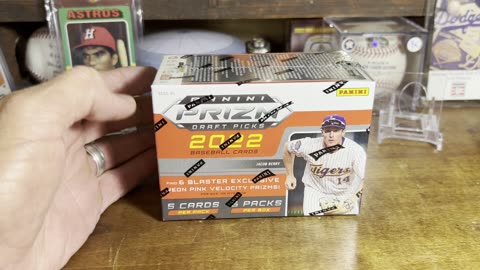 ASTROS
PANINI
PANINI
PRIZM
DRAFT PICKS
2022
BASEBALL CARDS
JACOB BERRY
6 BLASTER EXCLUSIVE
NEON PINK VELOCITY PRIZMS!
5 CARDS
PER PACK
PACKS
PER BOX
Tigers
14
Dodgers